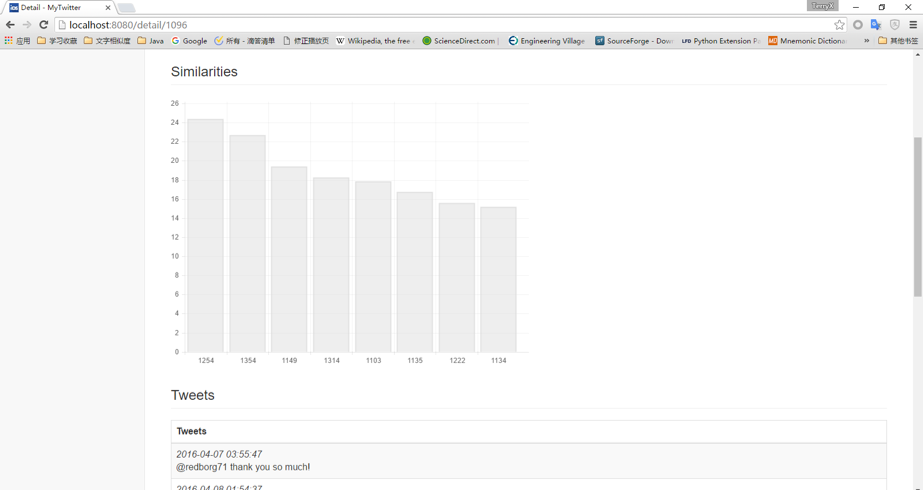 Detail - MyTwitter
TerryX
localhost:8080/detail/1096
应用 学习收藏 文字相似度 Java Google 所有 - 滴答清单 修正播放页 Wikipedia, the free ScienceDirect.com | Engineering Village SourceForge - Down LFD Python Extension P MD Mnemonic Dictionar » 其他书签
Similarities
26
24
22
20
18
16
14
12
10
8
6
4
2
0
1254 1354 1149 1314 1103 1135 1222 1134
Tweets
Tweets
2016-04-07 03:55:47
@redborg71 thank you so much!
2016-04-08 01:54:37